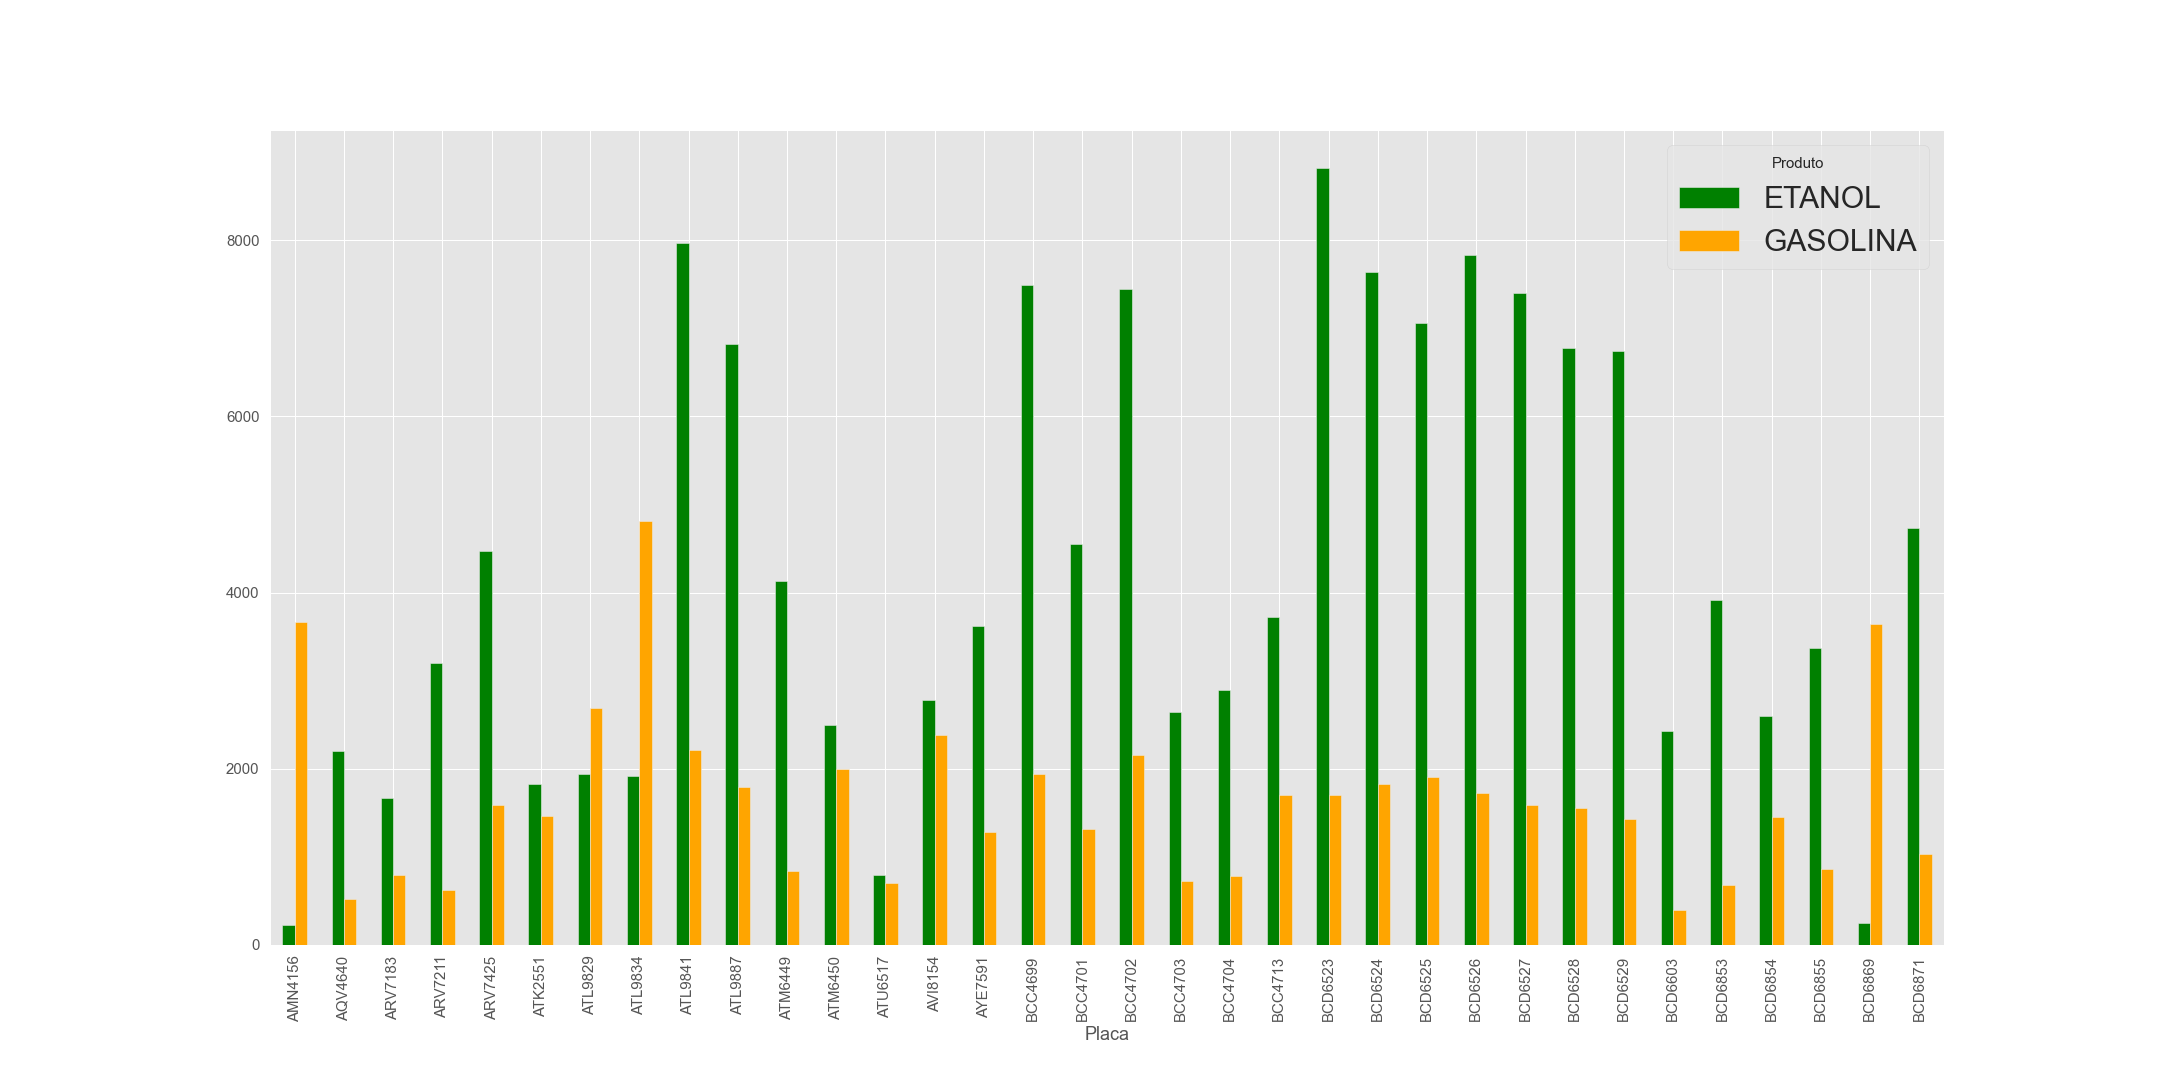 Produto
ETANOL
GASOLINA
8000
6000
4000
2000
0
AMN4156
AQV4640
ARV7183
ARV7211
ARV7425
ATK2551
ATL9829
ATL9834
ATL9841
ATL9887
ATM6449
ATM6450
ATU6517
AVI8154
AYE7591
BCC4699
BCC4701
BCC4702
BCC4703
BCC4704
BCC4713
BCD6523
BCD6524
BCD6525
BCD6526
BCD6527
BCD6528
BCD6529
BCD6603
BCD6853
BCD6854
BCD6855
BCD6869
BCD6871
Placa